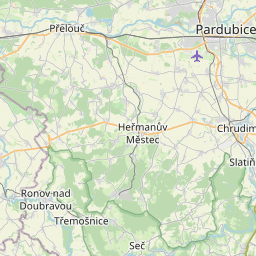 Pardubice
Přelouč
Heřmanův
Městec
Chrudim
Slatiň
Ronov nad
Doubravou
Třemošnice
Seč